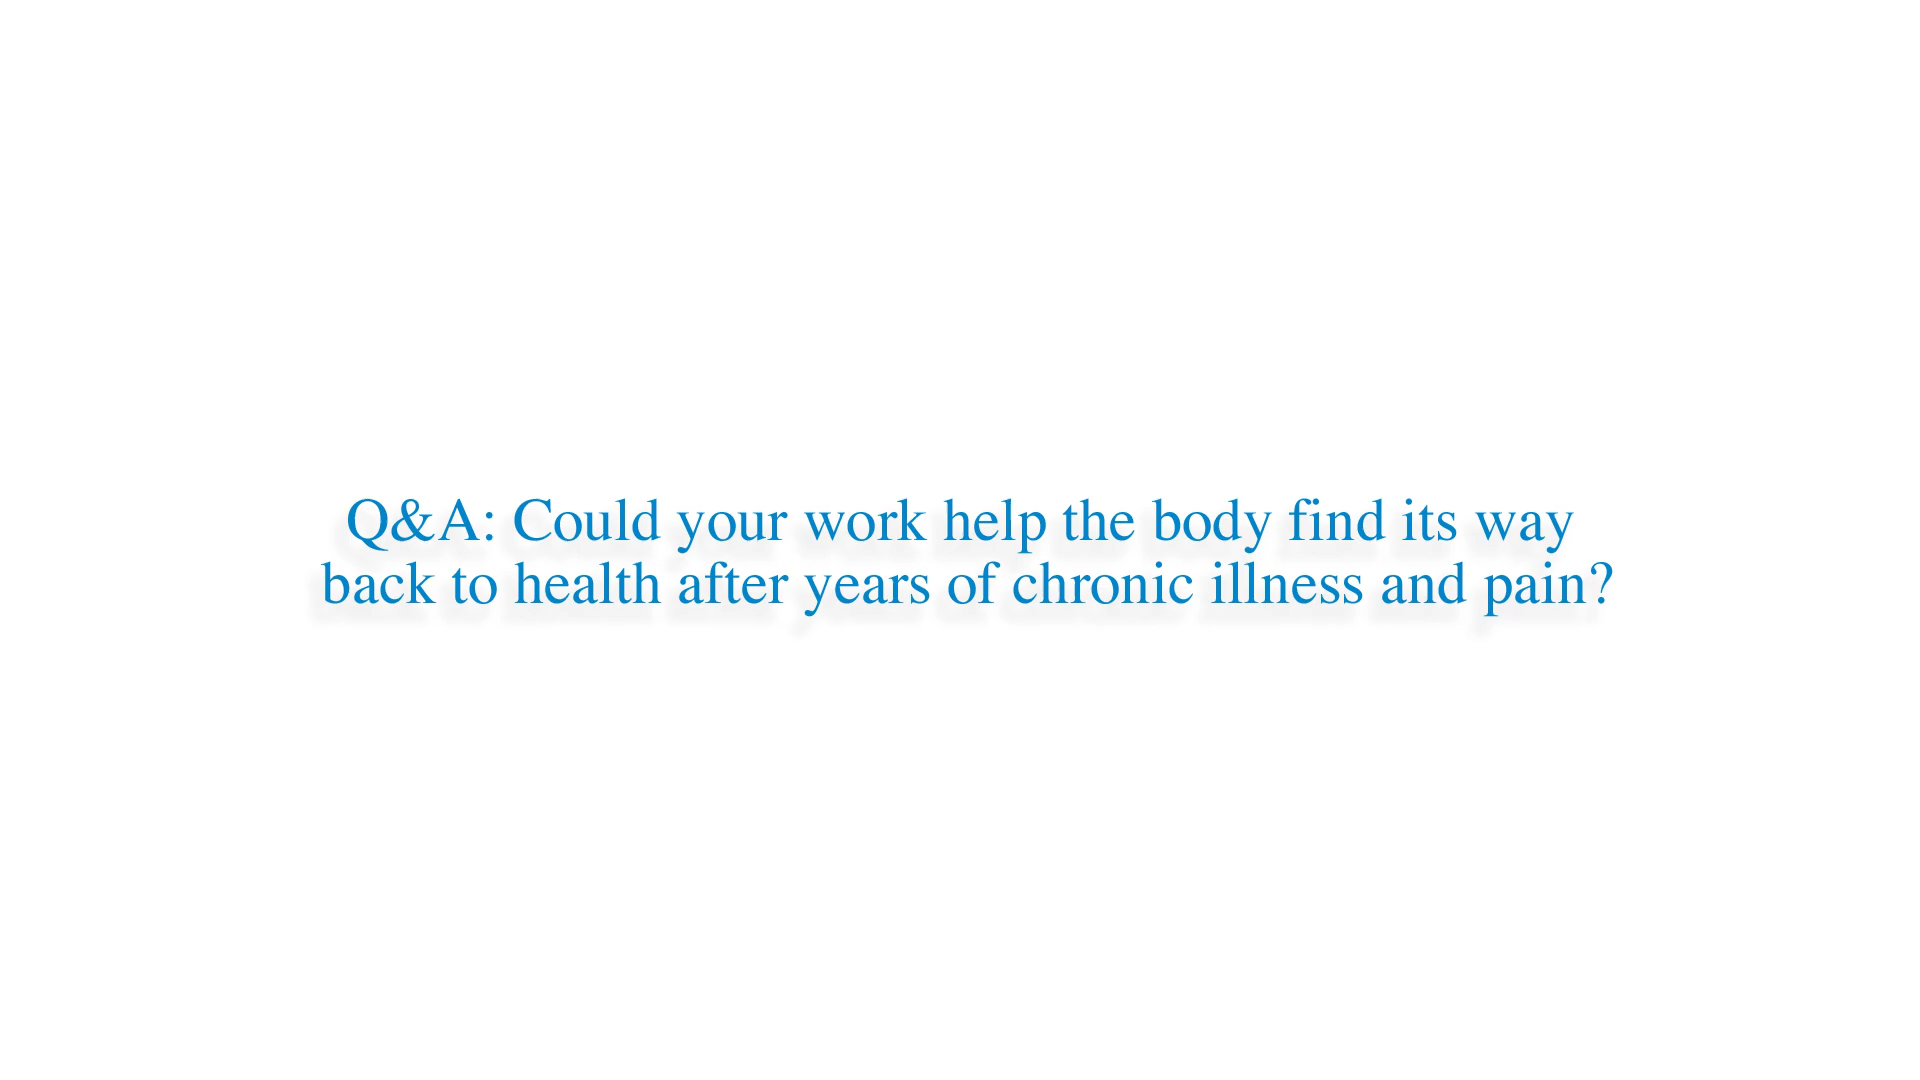 Q&A: Could your work help the body find its way
back to health after years of chronic illness and pain?